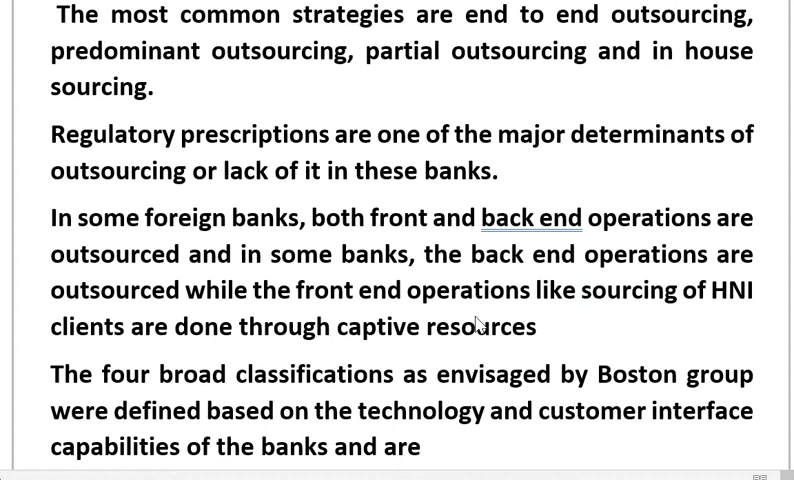 The most common strategies are end to end outsourcing,
predominant outsourcing, partial outsourcing and in house
sourcing.
Regulatory prescriptions are one of the major determinants of
outsourcing or lack of it in these banks.
In some foreign banks, both front and back end operations are
outsourced and in some banks, the back end operations are
outsourced while the front end operations like sourcing of HNI
clients are done through captive resources
The four broad classifications as envisaged by Boston group
were defined based on the technology and customer interface
capabilities of the banks and are